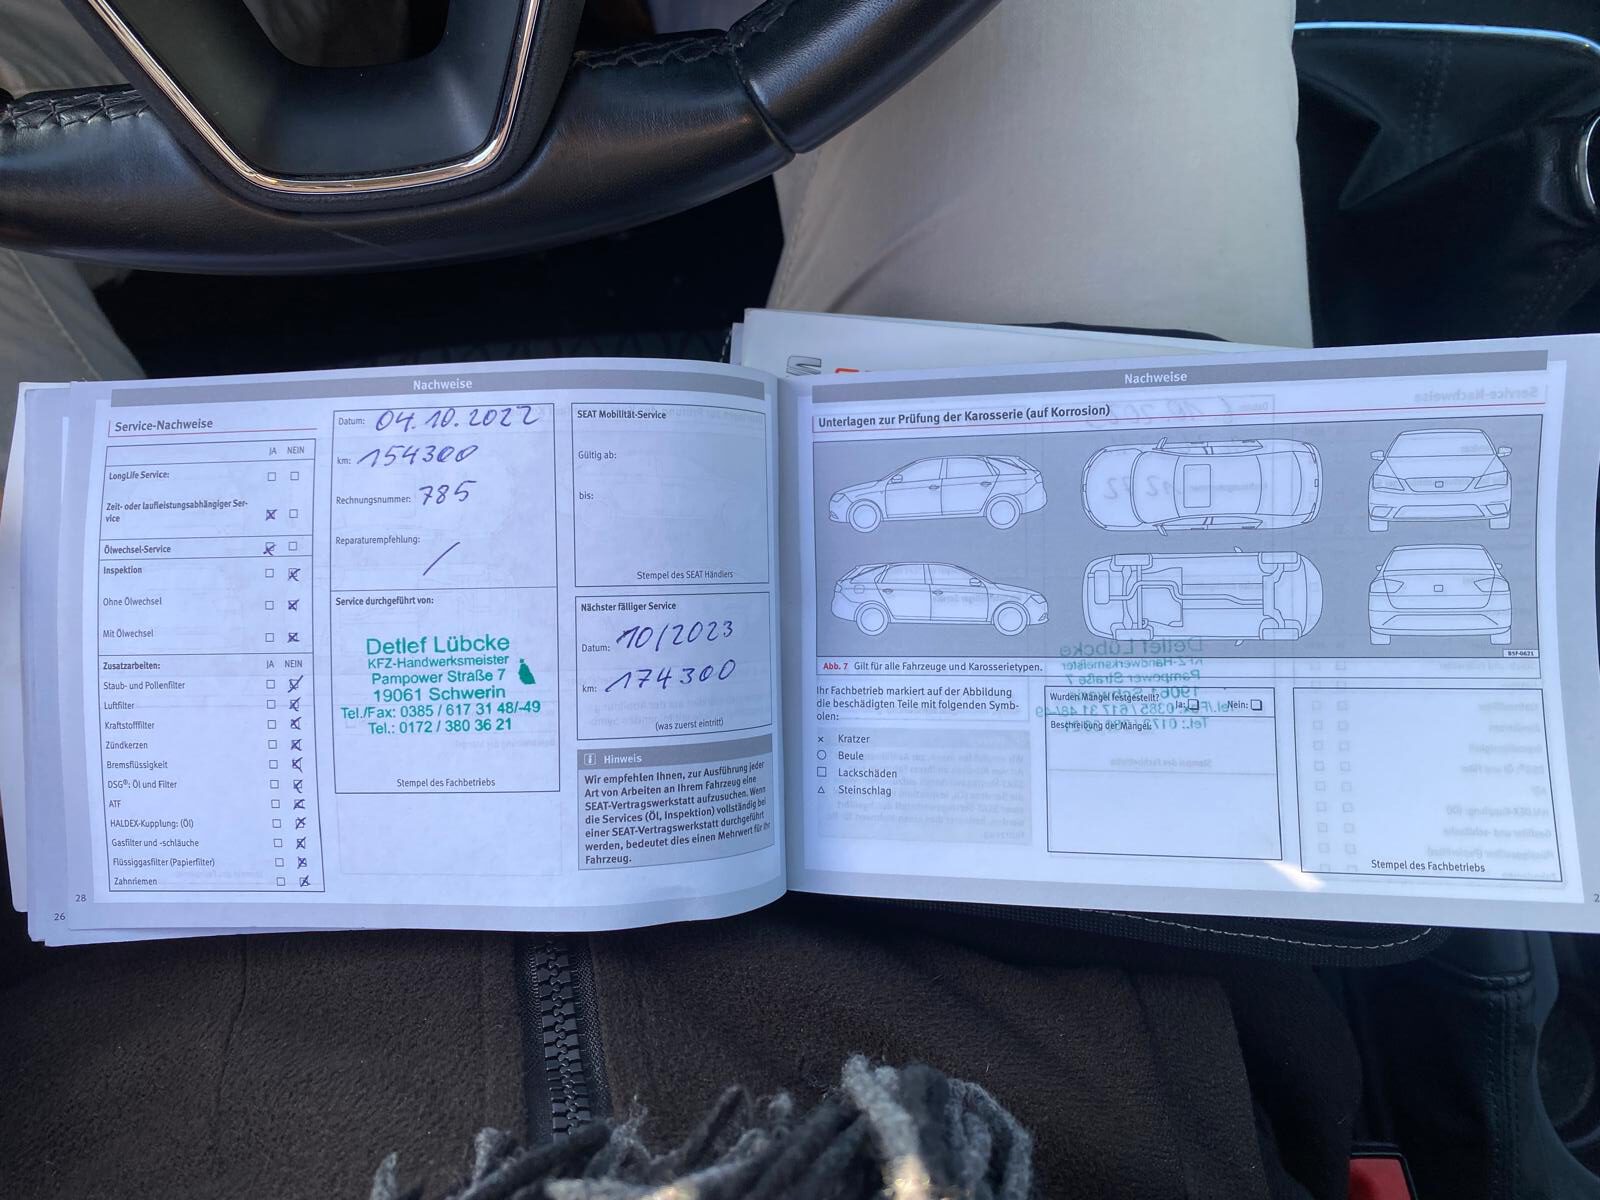 Nachweise
Service-Nachweise
JA NEIN
LongLife Service:
Zeit- oder laufleistungsabhängiger Ser-
vice
Ölwechsel-Service
Inspektion
Ohne Ölwechsel
Mit Ölwechsel
Zusatzarbeiten: JA NEIN
Staub- und Pollenfilter
Luftfilter
Kraftstofffilter
Zündkerzen
Bremsflüssigkeit
DSG®: Öl und Filter
ATF
HALDEX-Kupplung: (Öl)
Gasfilter und -schläuche
Flüssiggasfilter (Papierfilter)
Zahnriemen
28
26
Datum: 04.10.2022
km: 154300
Rechnungsnummer: 785
Reparaturempfehlung: /
Service durchgeführt von:
Detlef Lübcke
KFZ-Handwerksmeister
Pampower Straße 7
19061 Schwerin
Tel./Fax: 0385 / 617 31 48/-49
Tel.: 0172 / 380 36 21
Stempel des Fachbetriebs
SEAT Mobilität-Service
Gültig ab:
bis:
Stempel des SEAT Händlers
Nächster fälliger Service
Datum: 10/2023
km: 174300
(was zuerst eintritt)
i Hinweis
Wir empfehlen Ihnen, zur Ausführung jeder
Art von Arbeiten an Ihrem Fahrzeug eine
SEAT-Vertragswerkstatt aufzusuchen. Wenn
die Services (Öl, Inspektion) vollständig bei
einer SEAT-Vertragswerkstatt durchgeführt
werden, bedeutet dies einen Mehrwert für Ihr
Fahrzeug.
Nachweise
Unterlagen zur Prüfung der Karosserie (auf Korrosion)
B5F-0621
Abb. 7 Gilt für alle Fahrzeuge und Karosserietypen.
Ihr Fachbetrieb markiert auf der Abbildung
die beschädigten Teile mit folgenden Symb-
olen:
× Kratzer
○ Beule
□ Lackschäden
△ Steinschlag
Wurden Mängel festgestellt?
Ja: Nein:
Beschreibung der Mängel:
Stempel des Fachbetriebs